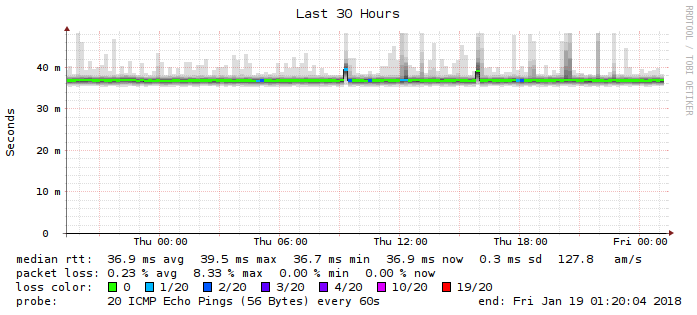 Last 30 Hours
RRDTOOL / TOBI OETIKER
Seconds
40 m
30 m
20 m
10 m
0
Thu 00:00 Thu 06:00 Thu 12:00 Thu 18:00 Fri 00:00
median rtt: 36.9 ms avg 39.5 ms max 36.7 ms min 36.9 ms now 0.3 ms sd 127.8 am/s
packet loss: 0.23 % avg 8.33 % max 0.00 % min 0.00 % now
loss color: 0 1/20 2/20 3/20 4/20 10/20 19/20
probe: 20 ICMP Echo Pings (56 Bytes) every 60s end: Fri Jan 19 01:20:04 2018